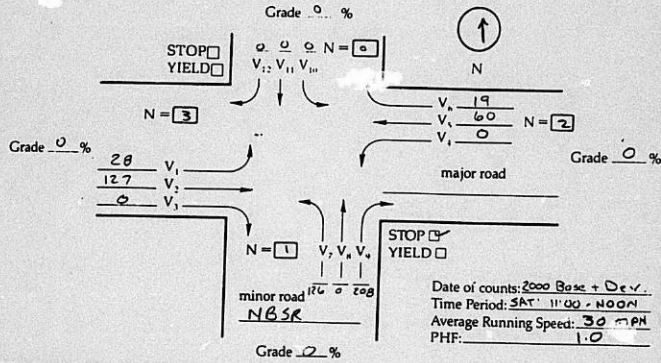 Grade 0 %
STOP
YIELD
0 0 0 N = 0
V12 V11 V10
N
N = 3
V6 19
V5 60
V4 0
N = 2
Grade 0 %
Grade 0 %
28 V1
127 V2
0 V3
major road
N = 1
V7 V8 V9
STOP
YIELD
126 0 208
minor road
NBSR
Date of counts: 2000 Base + Dev.
Time Period: SAT 11:00 - NOON
Average Running Speed: 30 MPH
PHF: 1.0
Grade 0 %